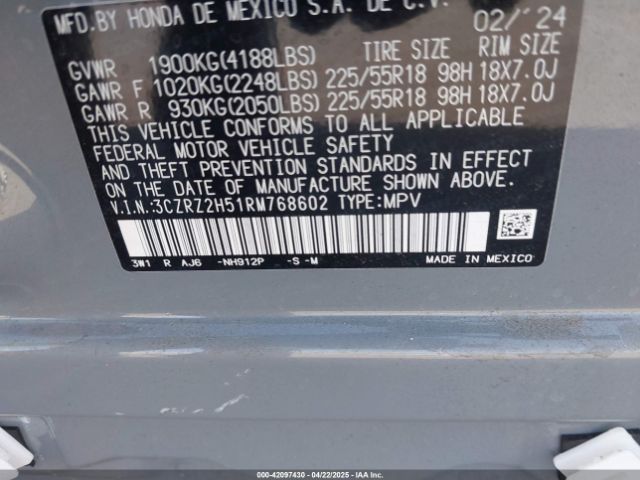 MFD.BY HONDA DE MEXICO S.A. DE C.V. 02/24
GVWR 1900KG(4188LBS) TIRE SIZE RIM SIZE
GAWR F 1020KG(2248LBS) 225/55R18 98H 18X7.0J
GAWR R 930KG(2050LBS) 225/55R18 98H 18X7.0J
THIS VEHICLE CONFORMS TO ALL APPLICABLE
FEDERAL MOTOR VEHICLE SAFETY
AND THEFT PREVENTION STANDARDS IN EFFECT
ON THE DATE OF MANUFACTURE SHOWN ABOVE.
V.I.N.:3CZRZ2H51RM768602 TYPE:MPV
3W1 R AJ6 -NH912P -S -M MADE IN MEXICO
000-42097430 - 04/22/2025 - IAAI.COM